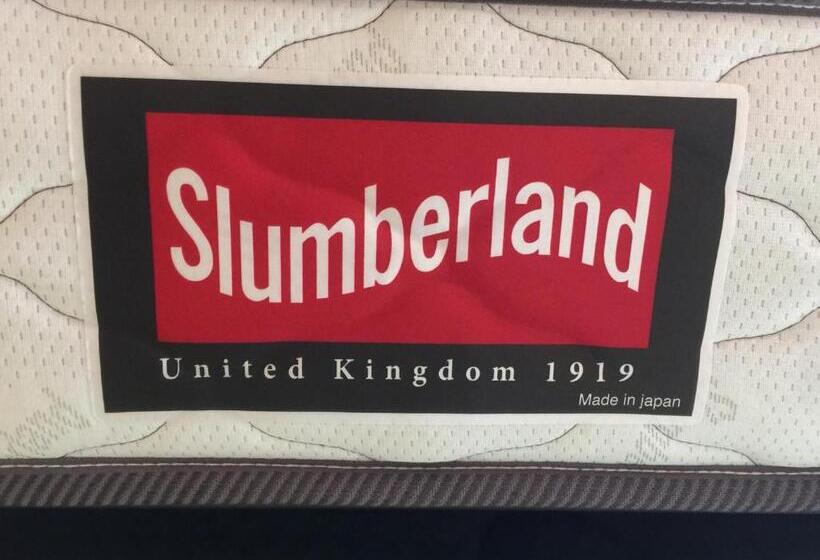 Slumberland
United Kingdom 1919
Made in japan